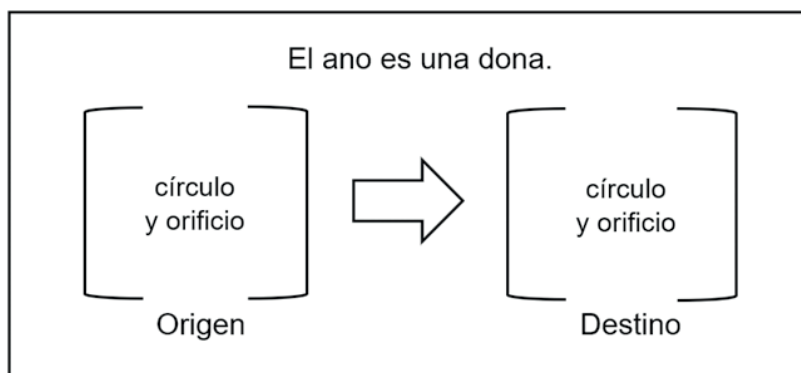 El ano es una dona.
círculo
y orificio
círculo
y orificio
Origen
Destino